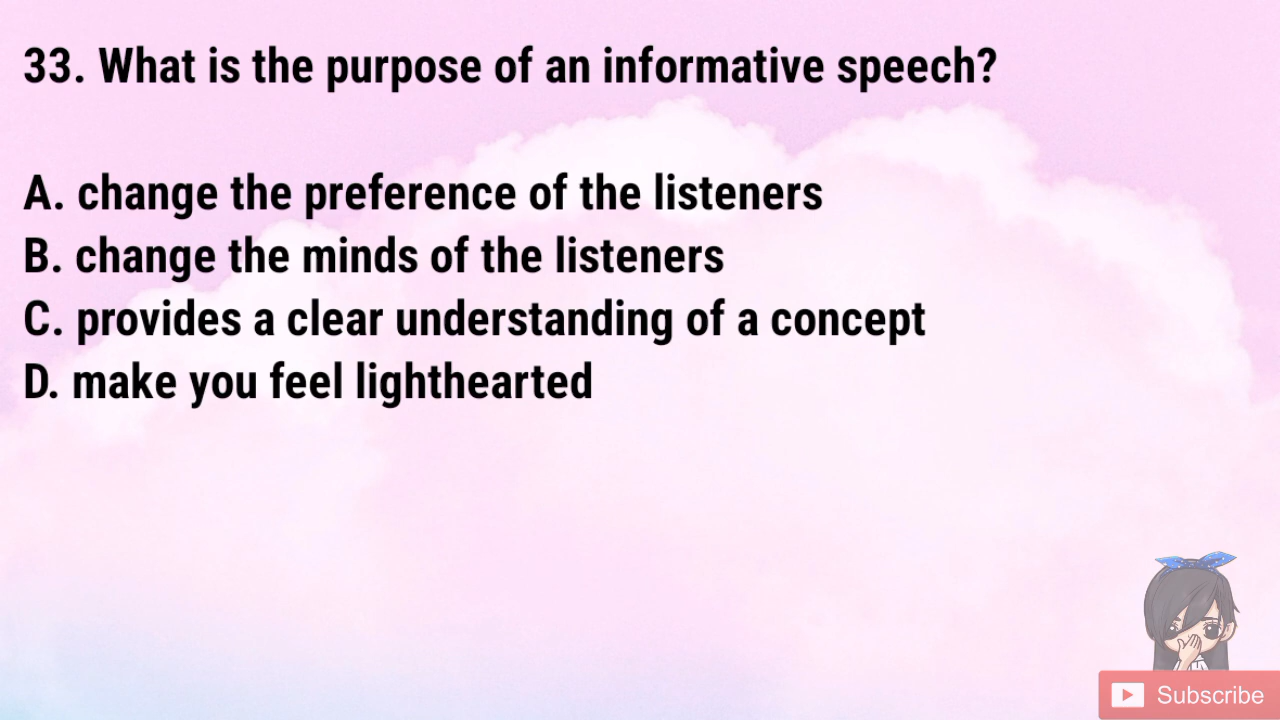 33. What is the purpose of an informative speech?
A. change the preference of the listeners
B. change the minds of the listeners
C. provides a clear understanding of a concept
D. make you feel lighthearted
Subscribe